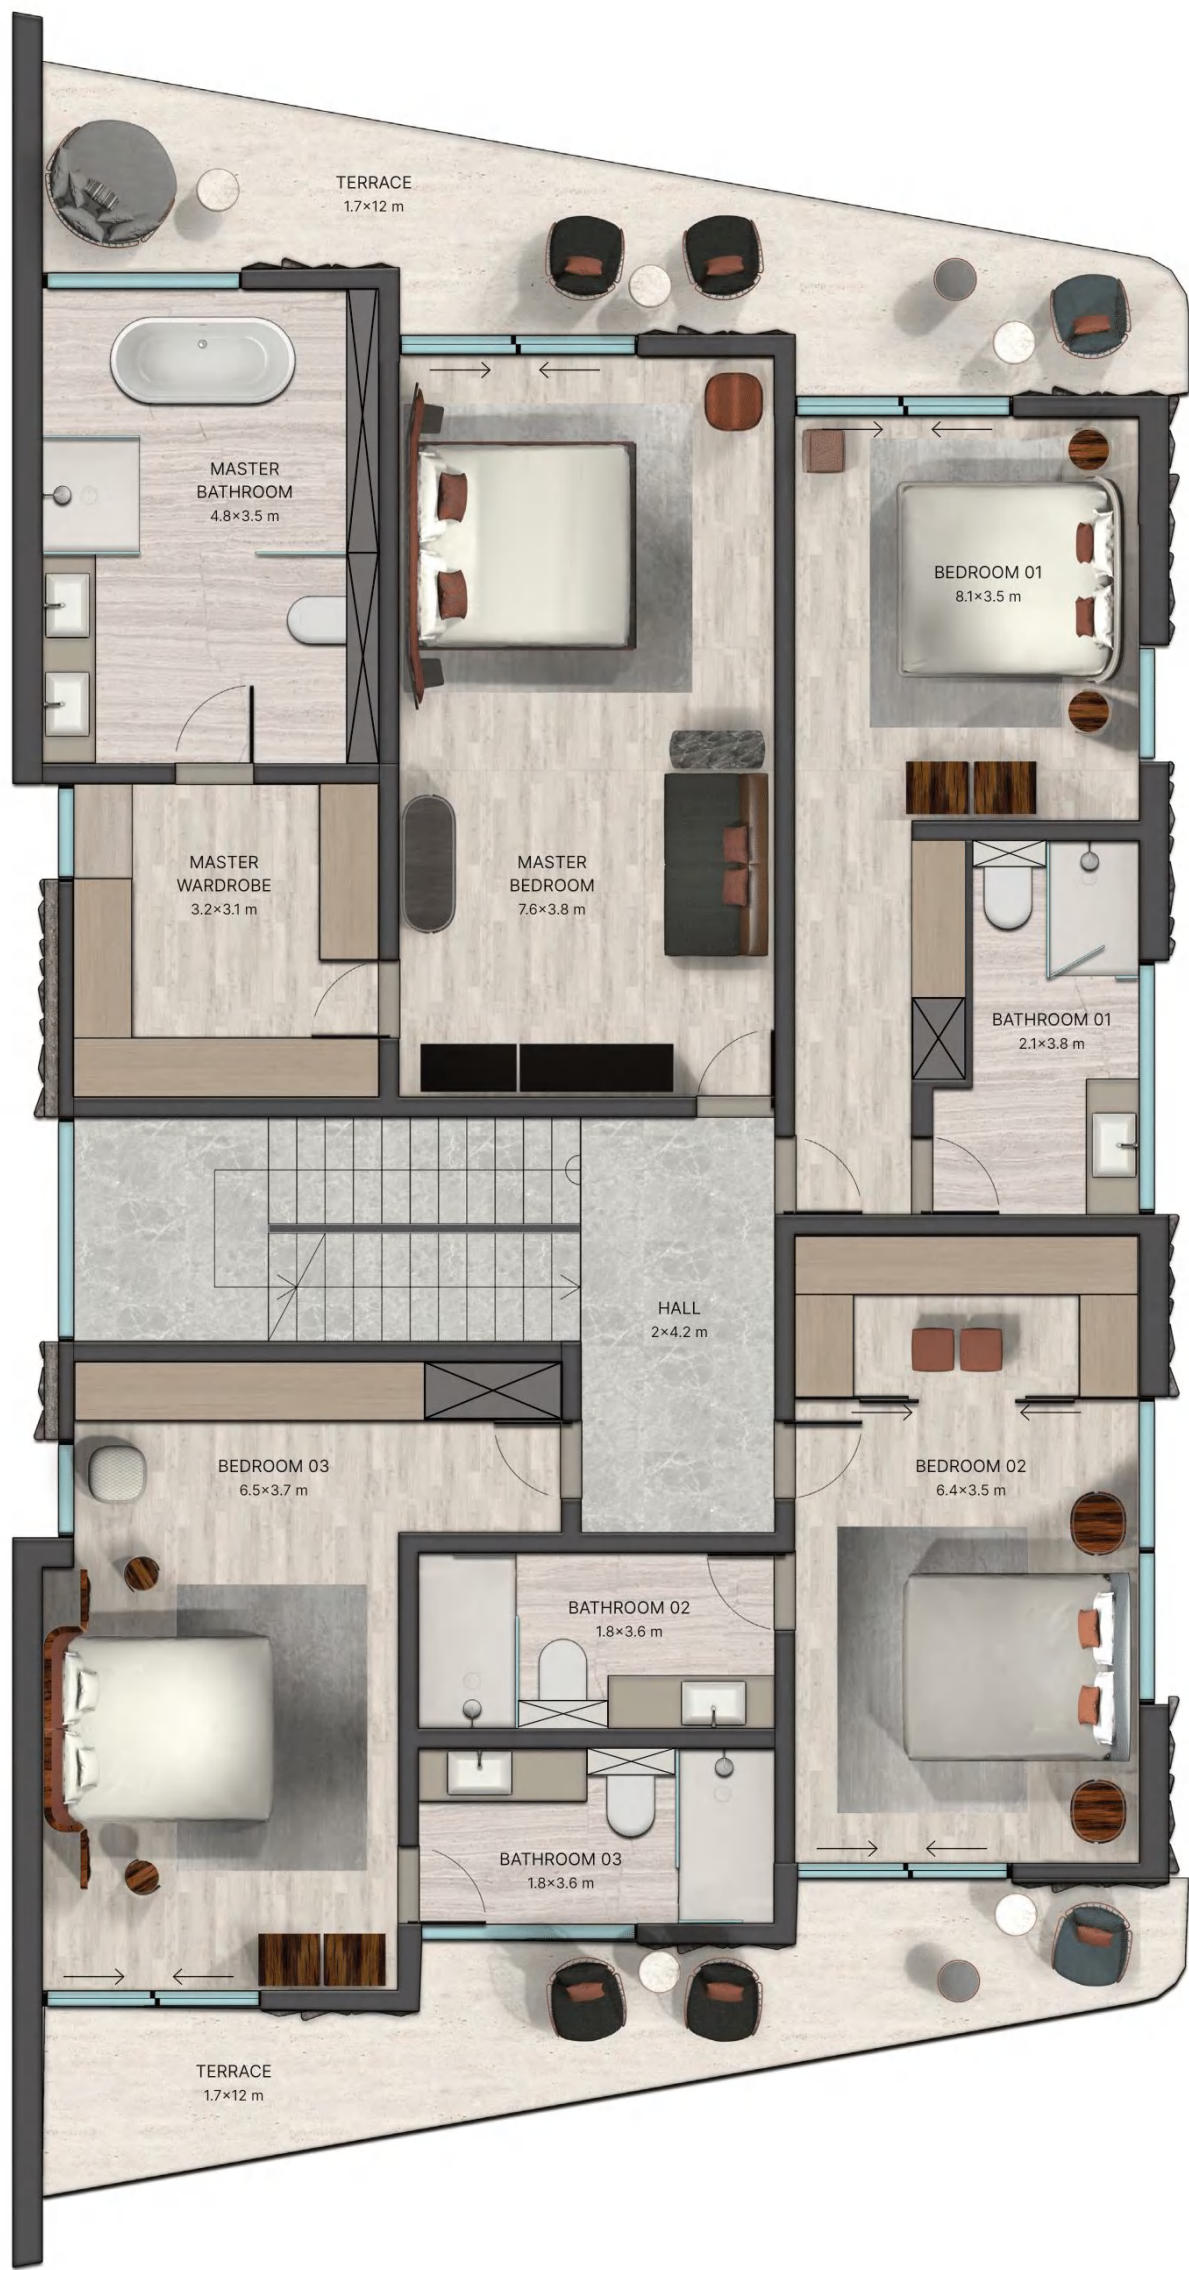 TERRACE
1.7×12 m
MASTER
BATHROOM
4.8×3.5 m
BEDROOM 01
8.1×3.5 m
MASTER
WARDROBE
3.2×3.1 m
MASTER
BEDROOM
7.6×3.8 m
BATHROOM 01
2.1×3.8 m
HALL
2×4.2 m
BEDROOM 03
6.5×3.7 m
BEDROOM 02
6.4×3.5 m
BATHROOM 02
1.8×3.6 m
BATHROOM 03
1.8×3.6 m
TERRACE
1.7×12 m